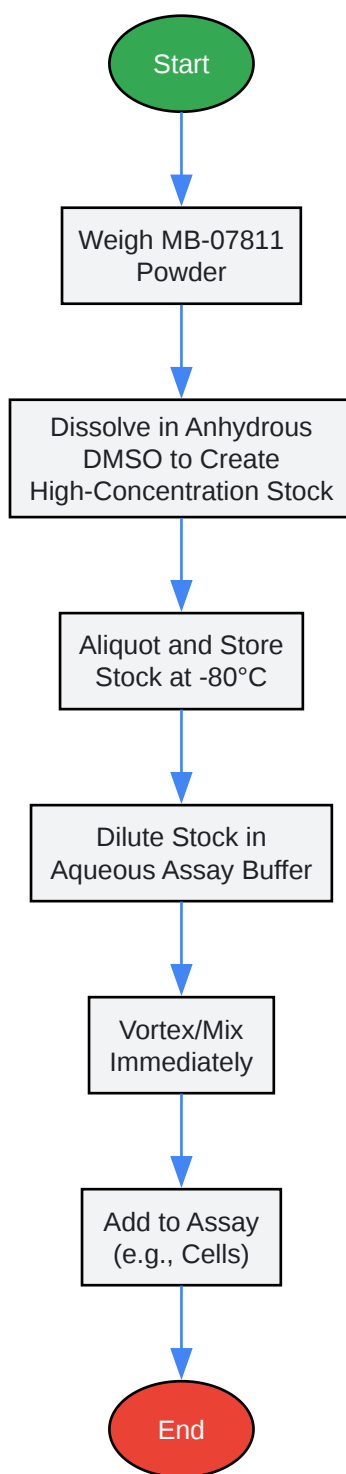 Start
Weigh MB-07811
Powder
Dissolve in Anhydrous
DMSO to Create
High-Concentration Stock
Aliquot and Store
Stock at -80°C
Dilute Stock in
Aqueous Assay Buffer
Vortex/Mix
Immediately
Add to Assay
(e.g., Cells)
End